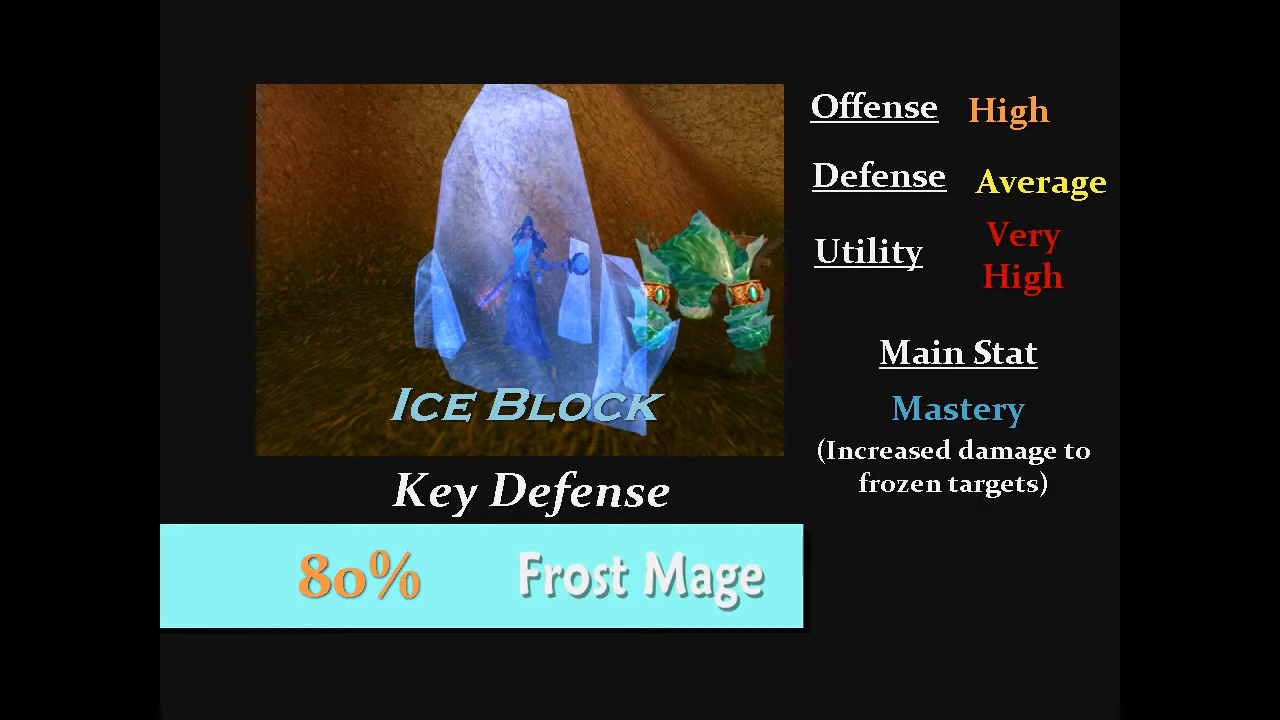 Offense High
Defense Average
Utility Very High
Main Stat
Mastery
(Increased damage to
frozen targets)
Ice Block
Key Defense
80% Frost Mage